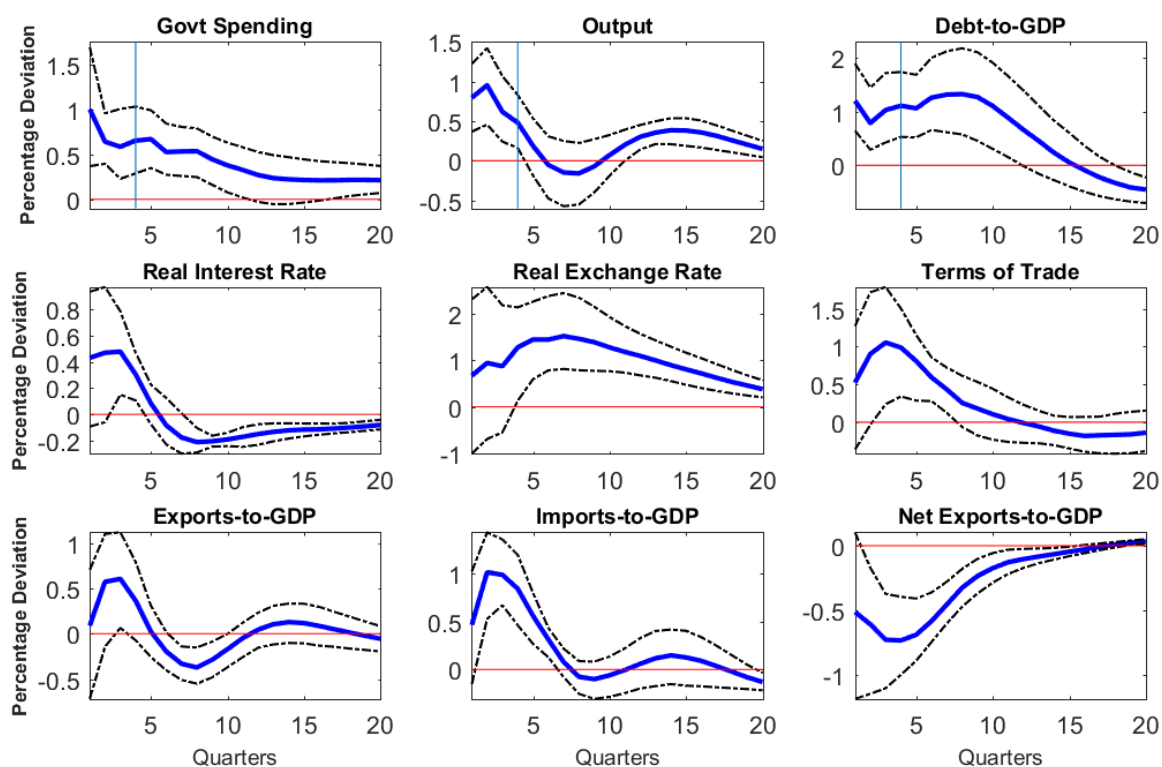 Govt Spending
Output
Debt-to-GDP
Percentage Deviation
1.5
1
0.5
0
5 10 15 20
1.5
1
0.5
0
-0.5
5 10 15 20
2
1
0
5 10 15 20
Real Interest Rate
Real Exchange Rate
Terms of Trade
Percentage Deviation
0.8
0.6
0.4
0.2
0
-0.2
5 10 15 20
2
1
0
-1
5 10 15 20
1.5
1
0.5
0
5 10 15 20
Exports-to-GDP
Imports-to-GDP
Net Exports-to-GDP
Percentage Deviation
1
0.5
0
-0.5
5 10 15 20
Quarters
1
0.5
0
5 10 15 20
Quarters
0
-0.5
-1
5 10 15 20
Quarters